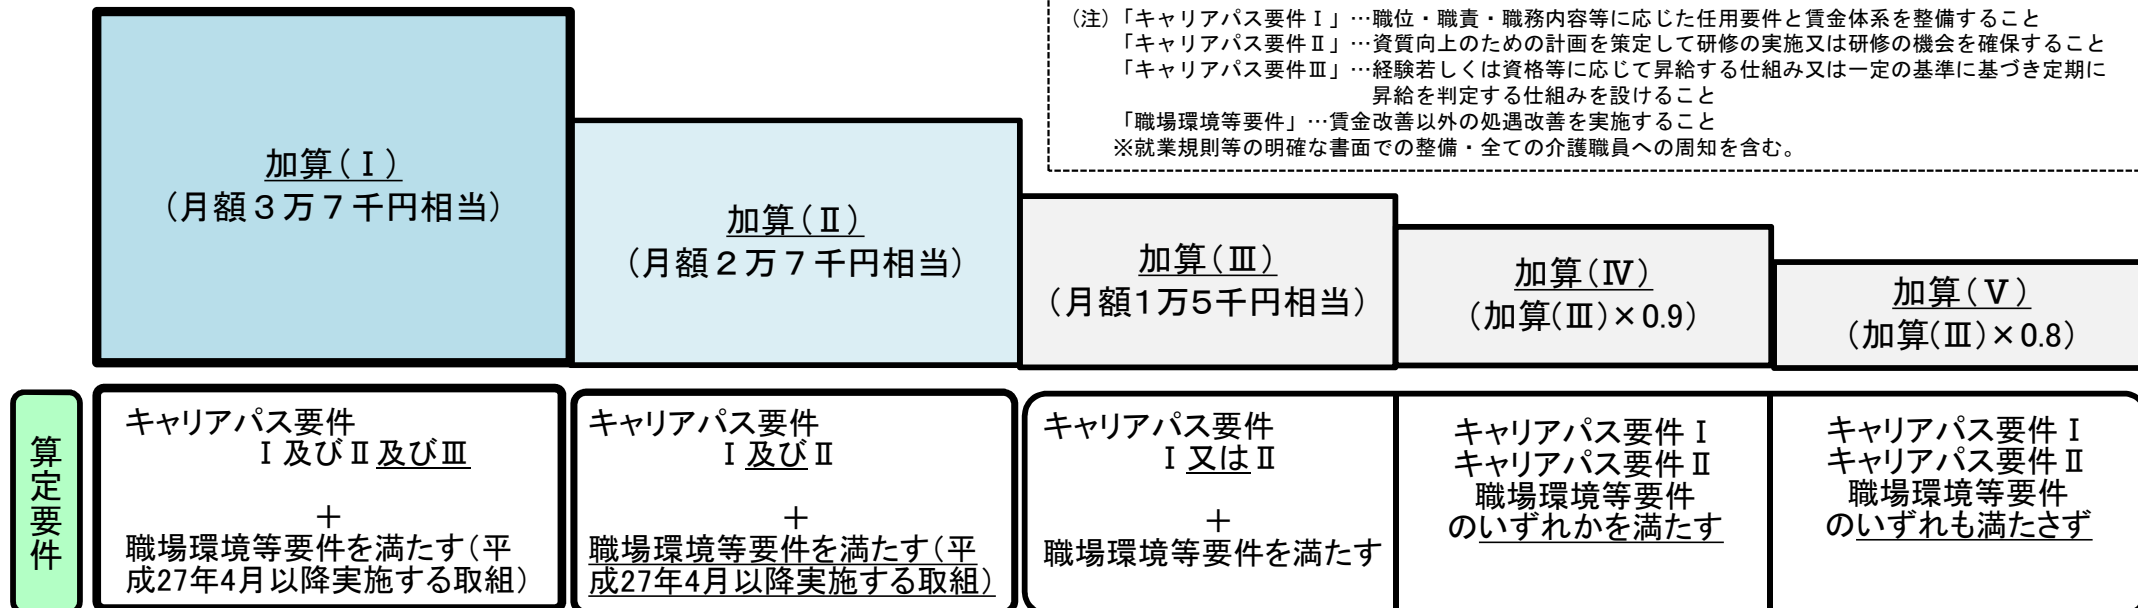 （注）「キャリアパス要件Ⅰ」…職位・職責・職務内容等に応じた任用要件と賃金体系を整備すること
「キャリアパス要件Ⅱ」…資質向上のための計画を策定して研修の実施又は研修の機会を確保すること
「キャリアパス要件Ⅲ」…経験若しくは資格等に応じて昇給する仕組み又は一定の基準に基づき定期に
昇給を判定する仕組みを設けること
「職場環境等要件」…賃金改善以外の処遇改善を実施すること
※就業規則等の明確な書面での整備・全ての介護職員への周知を含む。
加算（Ⅰ）
（月額３万７千円相当）
加算（Ⅱ）
（月額２万７千円相当）
加算（Ⅲ）
（月額1万5千円相当）
加算（Ⅳ）
（加算(Ⅲ)×0.9）
加算（Ⅴ）
（加算(Ⅲ)×0.8）
算定要件
キャリアパス要件
Ⅰ及びⅡ及びⅢ
＋
職場環境等要件を満たす（平
成27年4月以降実施する取組）
キャリアパス要件
Ⅰ及びⅡ
＋
職場環境等要件を満たす（平
成27年4月以降実施する取組）
キャリアパス要件
Ⅰ又はⅡ
＋
職場環境等要件を満たす
キャリアパス要件Ⅰ
キャリアパス要件Ⅱ
職場環境等要件
のいずれかを満たす
キャリアパス要件Ⅰ
キャリアパス要件Ⅱ
職場環境等要件
のいずれも満たさず